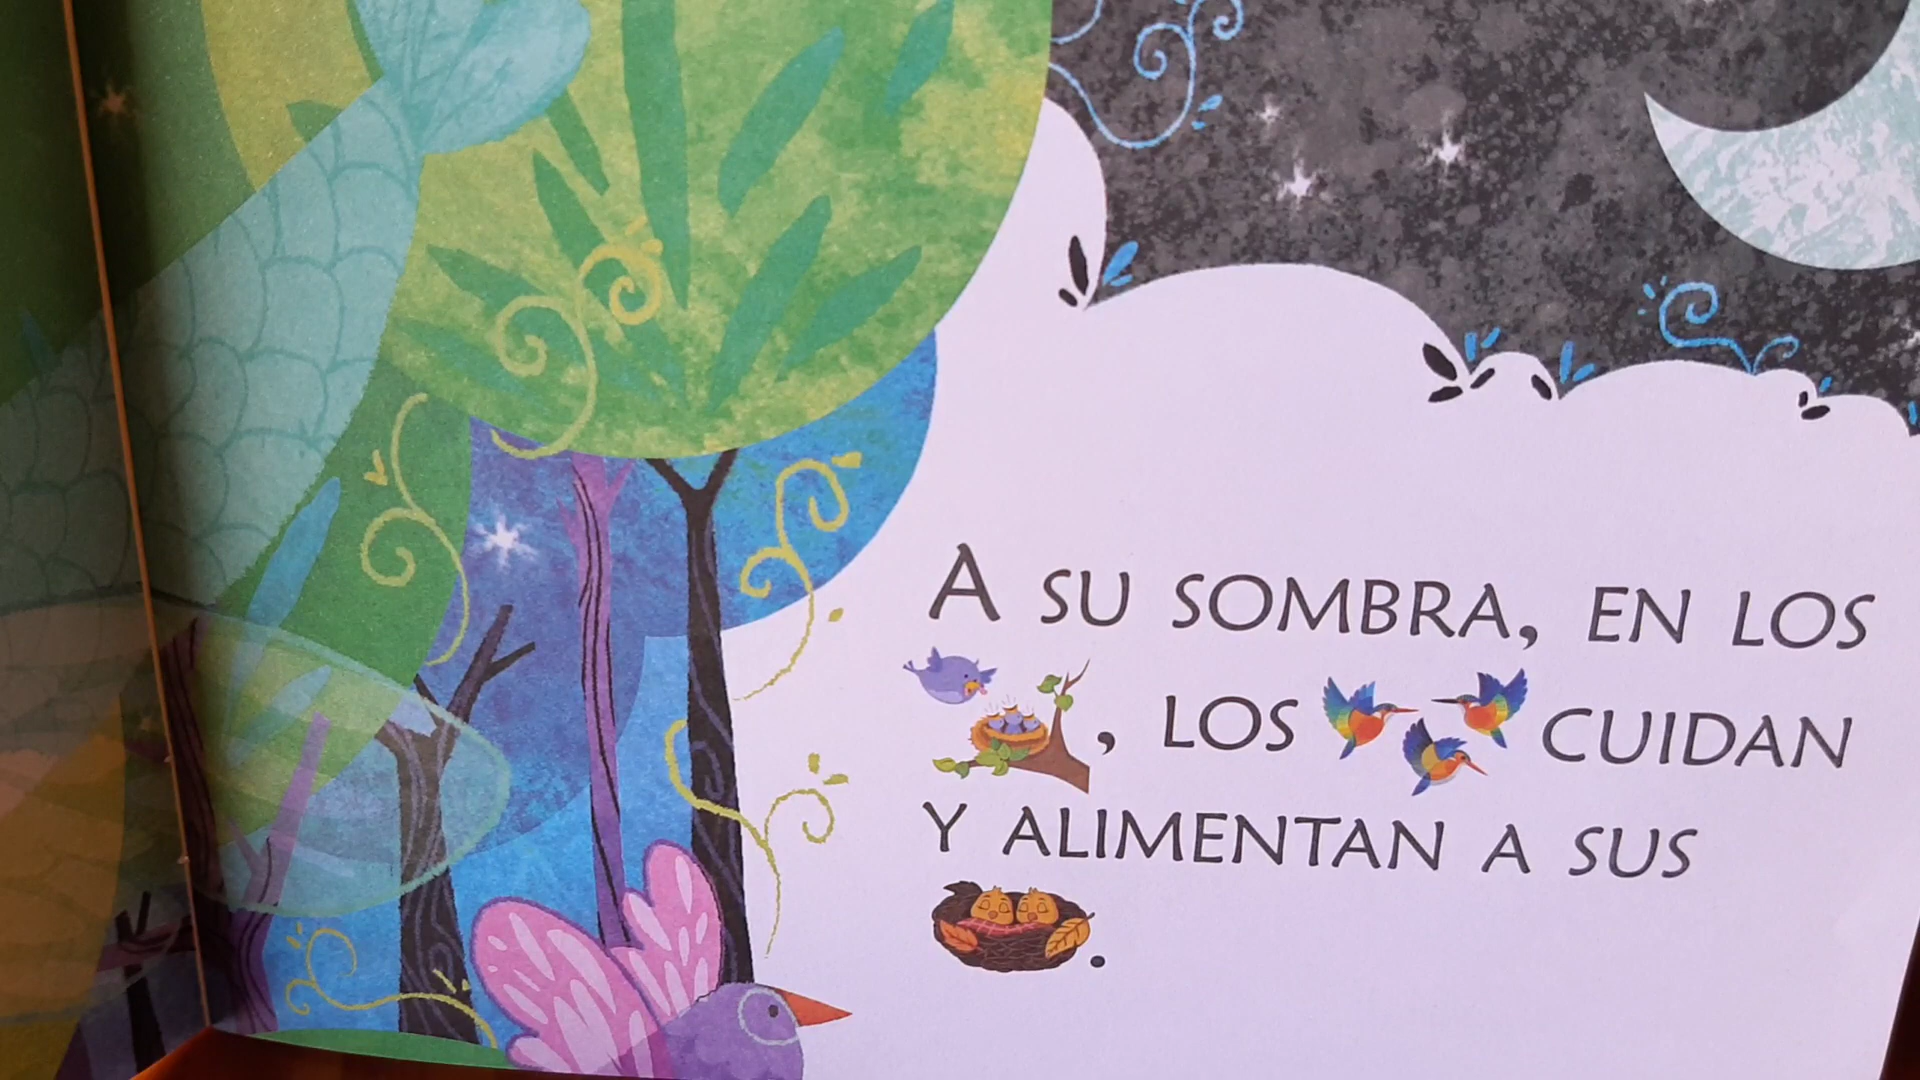 A SU SOMBRA, EN LOS
, LOS CUIDAN
Y ALIMENTAN A SUS
.